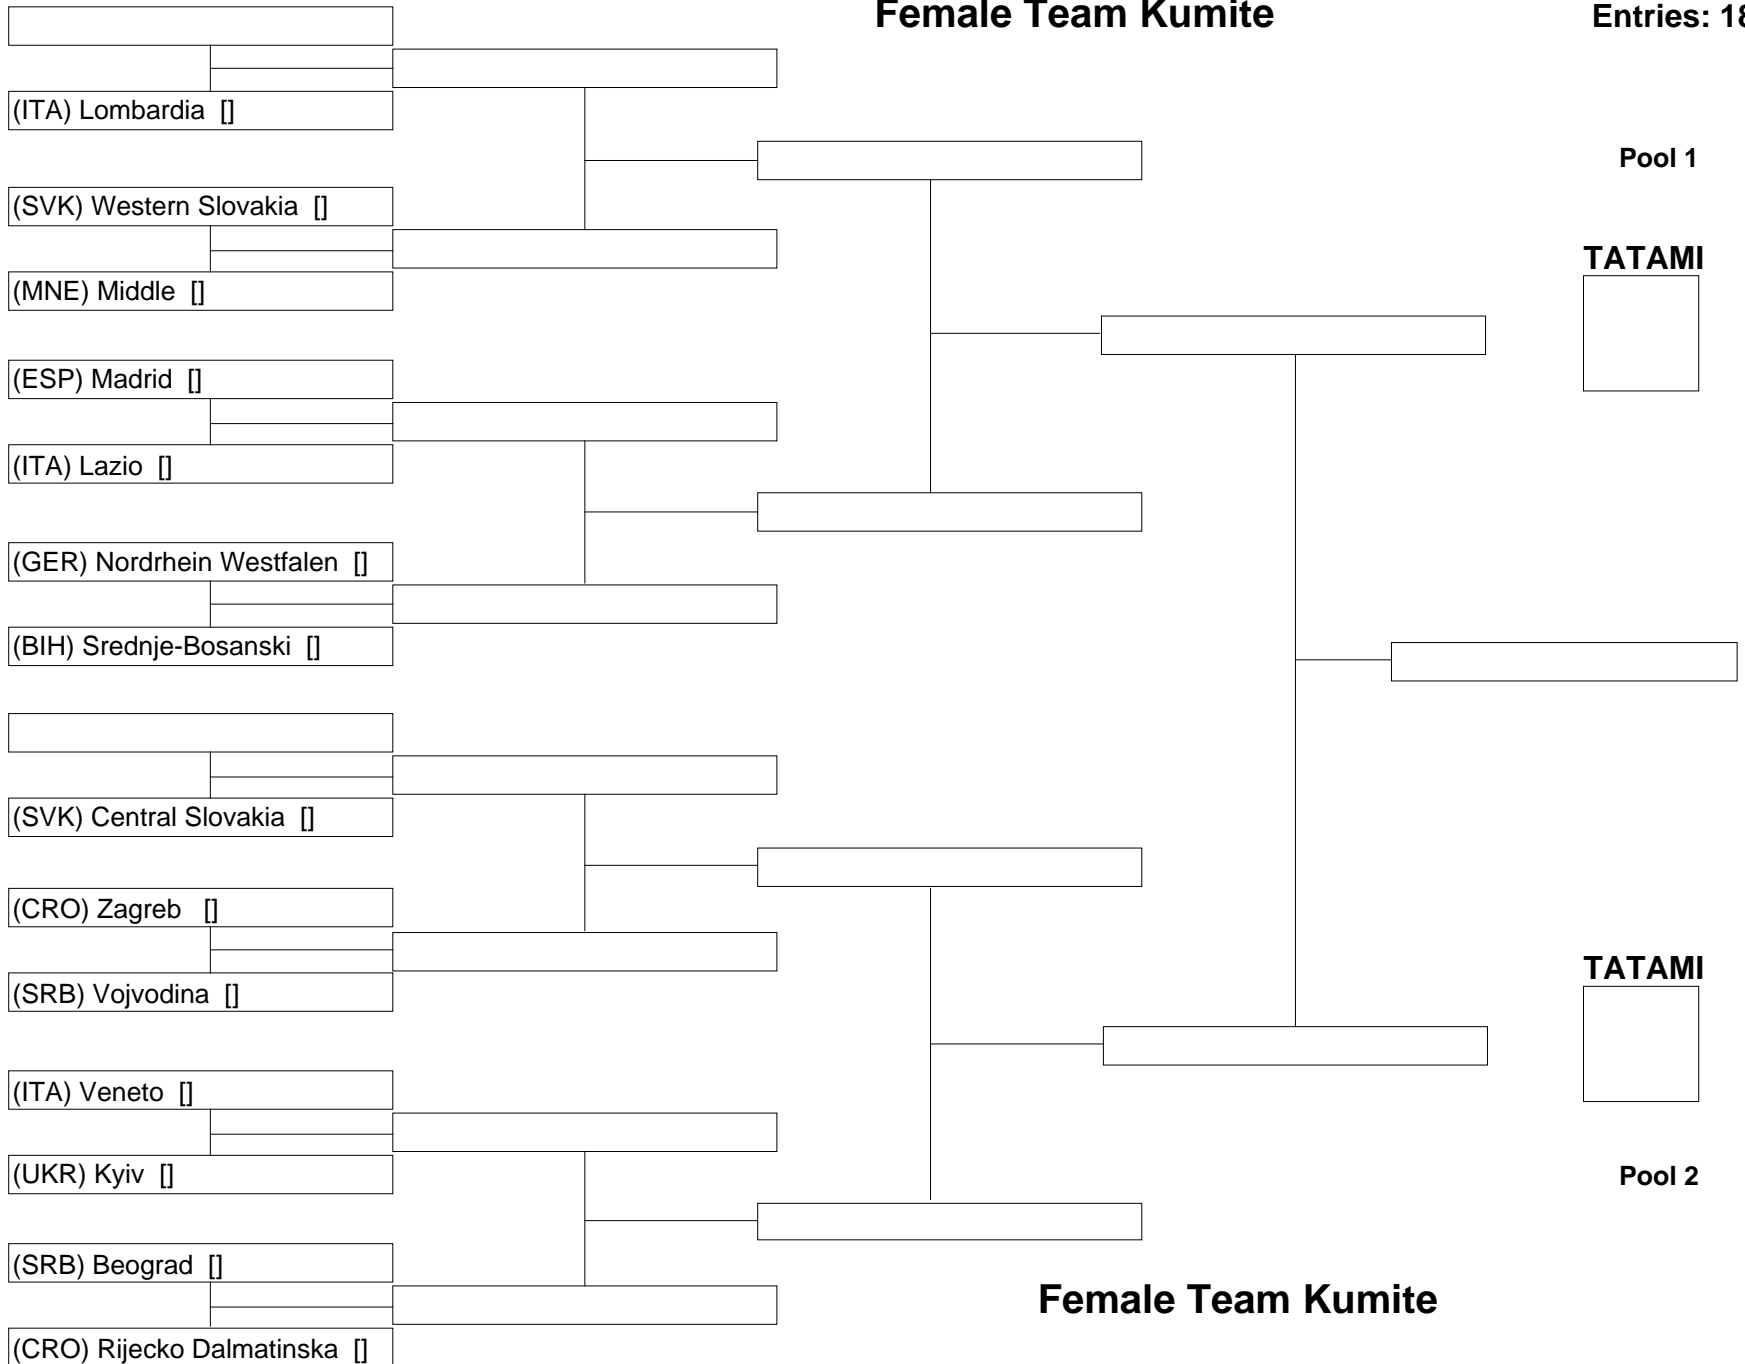 Female Team Kumite
Entries: 18
(ITA) Lombardia []
Pool 1
(SVK) Western Slovakia []
TATAMI
(MNE) Middle []
(ESP) Madrid []
(ITA) Lazio []
(GER) Nordrhein Westfalen []
(BIH) Srednje-Bosanski []
(SVK) Central Slovakia []
(CRO) Zagreb []
TATAMI
(SRB) Vojvodina []
(ITA) Veneto []
(UKR) Kyiv []
Pool 2
(SRB) Beograd []
Female Team Kumite
(CRO) Rijecko Dalmatinska []